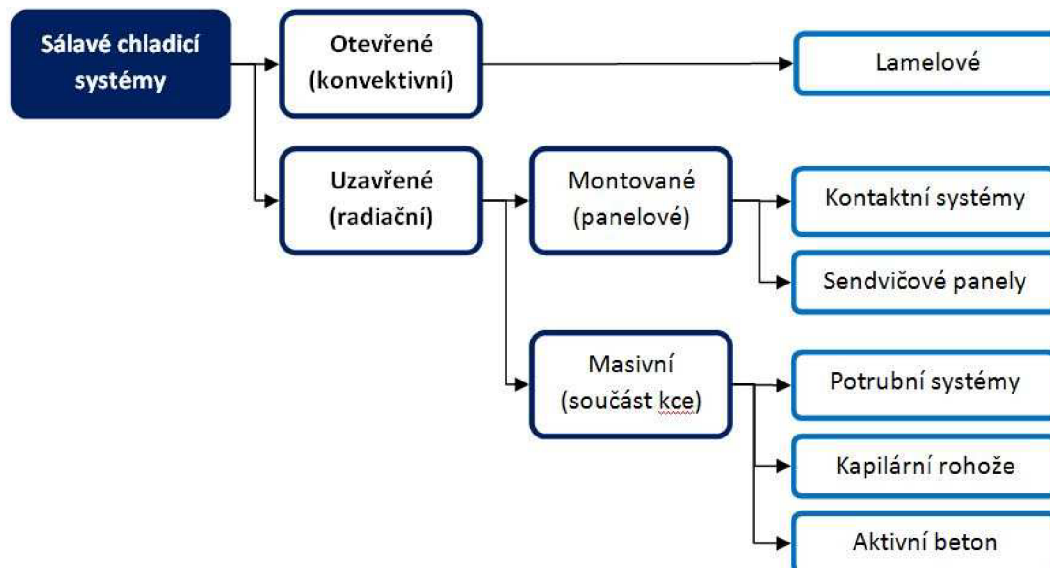 Sálavé chladicí
systémy
Otevřené
(konvektivní)
Lamelové
Uzavřené
(radiační)
Montované
(panelové)
Kontaktní systémy
Sendvičové panely
Masivní
(součást kce)
Potrubní systémy
Kapilární rohože
Aktivní beton